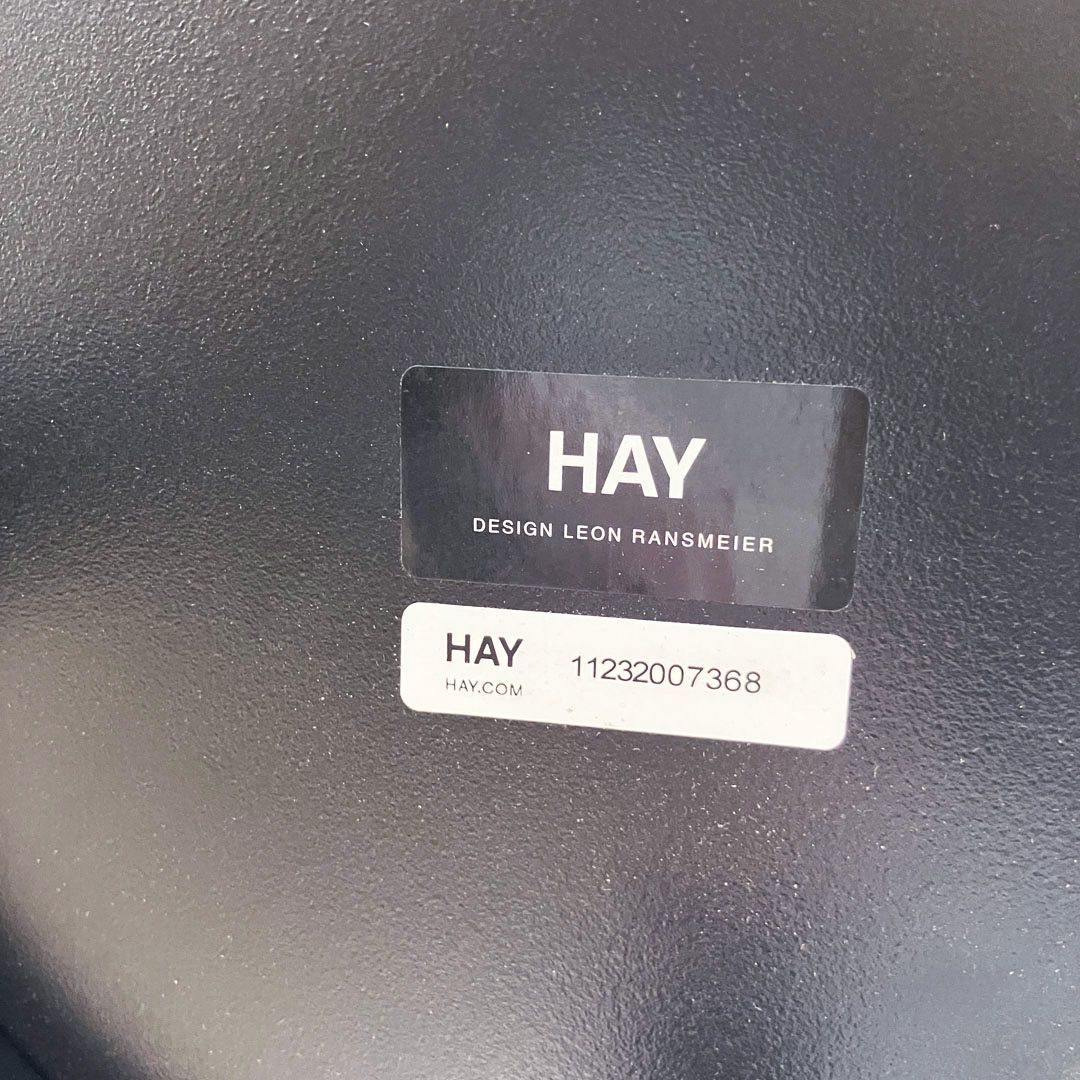 HAY
DESIGN LEON RANSMEIER
HAY
HAY.COM
11232007368